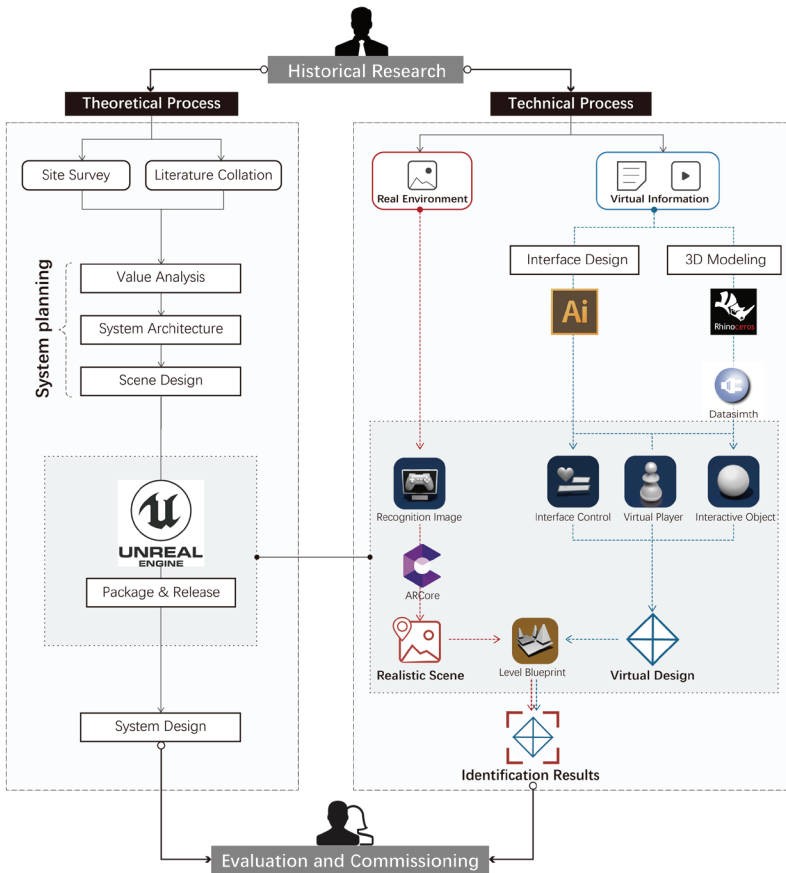 Historical Research
Theoretical Process
Technical Process
Site Survey
Literature Collation
Real Environment
Virtual Information
System planning
Value Analysis
System Architecture
Scene Design
Interface Design
3D Modeling
Ai
Rhinoceros
Datasimth
UNREAL
ENGINE
Package & Release
Recognition Image
Interface Control
Virtual Player
Interactive Object
ARCore
Realistic Scene
Level Blueprint
Virtual Design
System Design
Identification Results
Evaluation and Commissioning